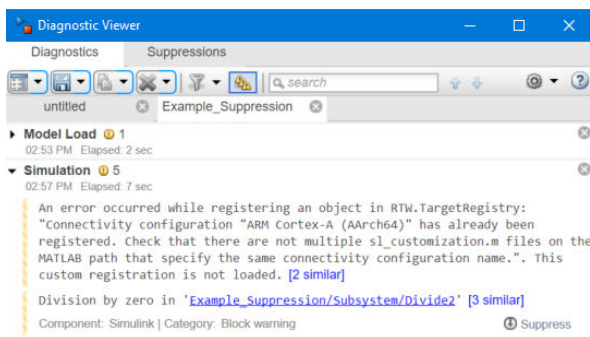 Diagnostic Viewer
Diagnostics Suppressions
search
untitled Example_Suppression
Model Load 1
02:53 PM Elapsed: 2 sec
Simulation 5
02:57 PM Elapsed: 7 sec
An error occurred while registering an object in RTW.TargetRegistry:
"Connectivity configuration "ARM Cortex-A (AArch64)" has already been
registered. Check that there are not multiple sl_customization.m files on the
MATLAB path that specify the same connectivity configuration name.". This
custom registration is not loaded. [2 similar]
Division by zero in 'Example_Suppression/Subsystem/Divide2' [3 similar]
Component: Simulink | Category: Block warning Suppress